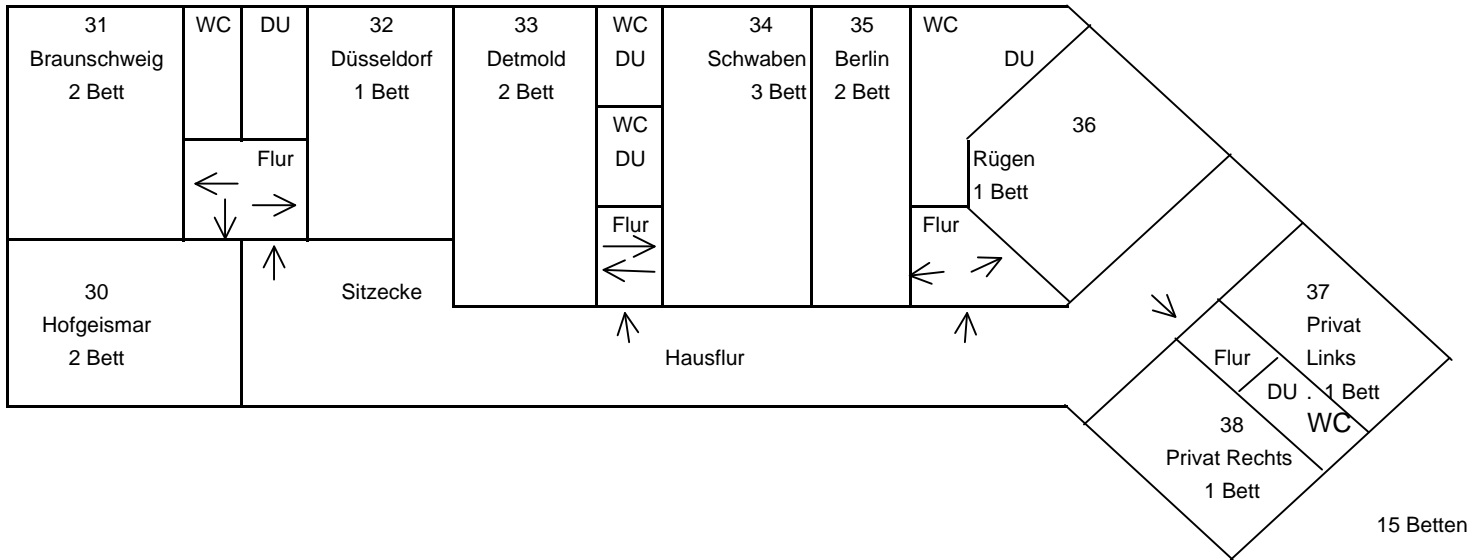 31
Braunschweig
2 Bett
WC
DU
Flur
32
Düsseldorf
1 Bett
33
Detmold
2 Bett
WC
DU
WC
DU
Flur
34
Schwaben
3 Bett
35
Berlin
2 Bett
WC
DU
Flur
36
Rügen
1 Bett
30
Hofgeismar
2 Bett
Sitzecke
Hausflur
37
Privat
Links
1 Bett
Flur
DU .
WC
38
Privat Rechts
1 Bett
15 Betten